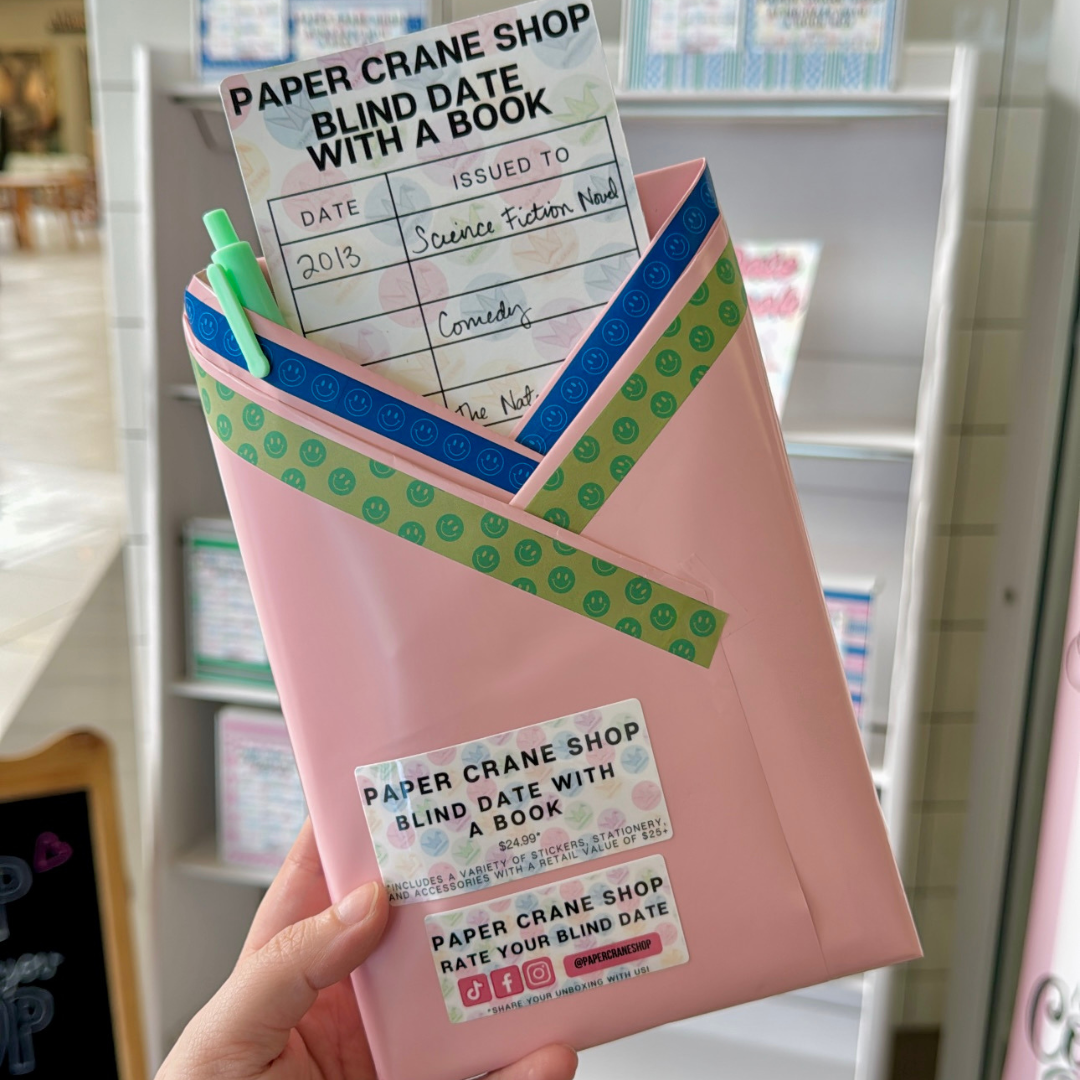 PAPER CRANE SHOP
BLIND DATE
WITH A BOOK
DATE ISSUED TO
2013 Science Fiction Novel
Comedy
The Nat
PAPER CRANE SHOP
BLIND DATE WITH
A BOOK
$24.99*
*INCLUDES A VARIETY OF STICKERS, STATIONERY,
AND ACCESSORIES WITH A RETAIL VALUE OF $25+
PAPER CRANE SHOP
RATE YOUR BLIND DATE
@PAPERCRANESHOP
*SHARE YOUR UNBOXING WITH US!